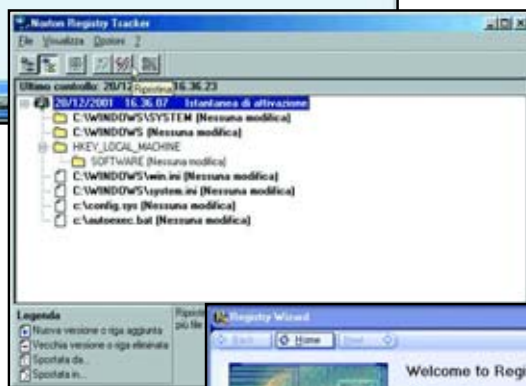 Norton Registry Tracker
File Visualizza Opzioni ?
Ultimo controllo: 20/12 16.36.23
Ripristina
20/12/2001 16.36.07 Istantanea di attivazione
C:\WINDOWS\SYSTEM (Nessuna modifica)
C:\WINDOWS (Nessuna modifica)
HKEY_LOCAL_MACHINE
SOFTWARE (Nessuna modifica)
C:\WINDOWS\win.ini (Nessuna modifica)
C:\WINDOWS\system.ini (Nessuna modifica)
c:\config.sys (Nessuna modifica)
c:\autoexec.bat (Nessuna modifica)
Legenda
Nuova versione o riga aggiunta
Vecchia versione o riga eliminata
Spostata da...
Spostata in...
più file
Registry Wizard
Back Home
Welcome to Regi